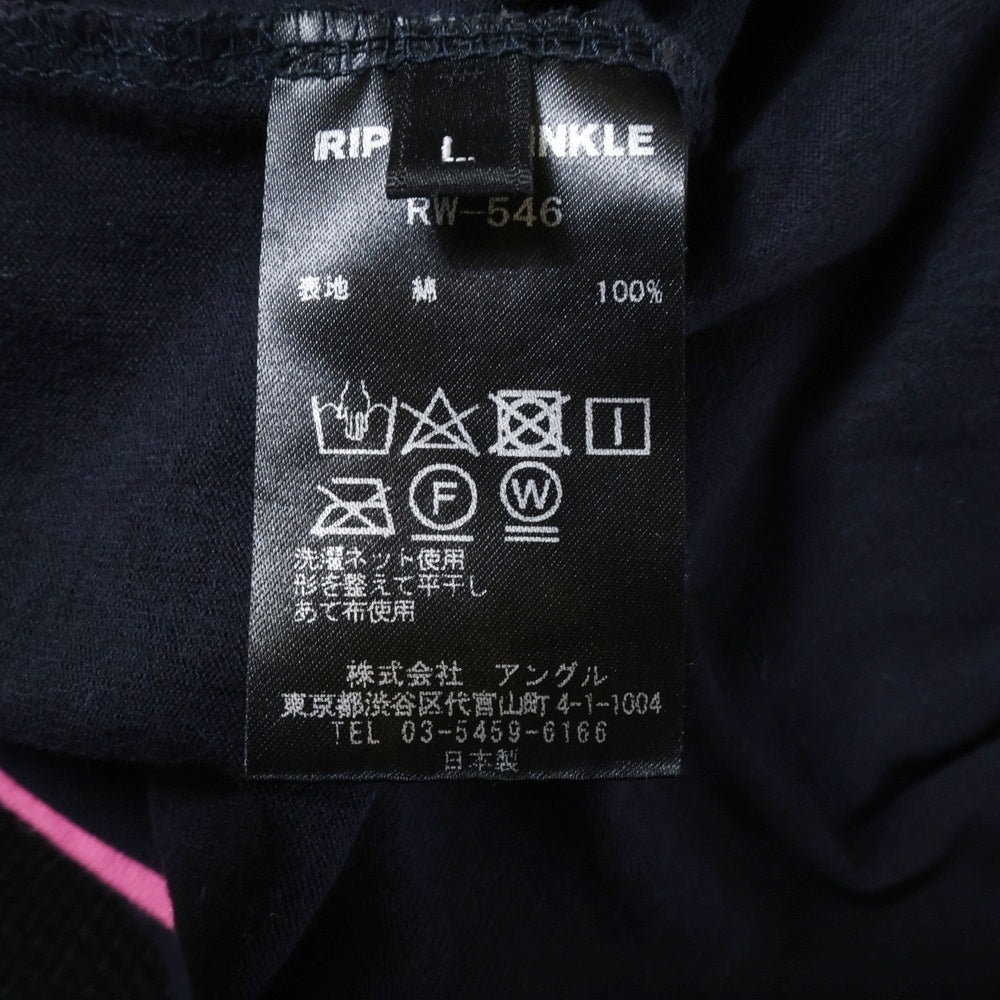 RIP INKLE
L
RW-546
表地 綿 100%
F W
洗濯ネット使用
形を整えて平干し
あて布使用
株式会社 アングル
東京都渋谷区代官山町4-1-1004
TEL 03-5459-6166
日本製